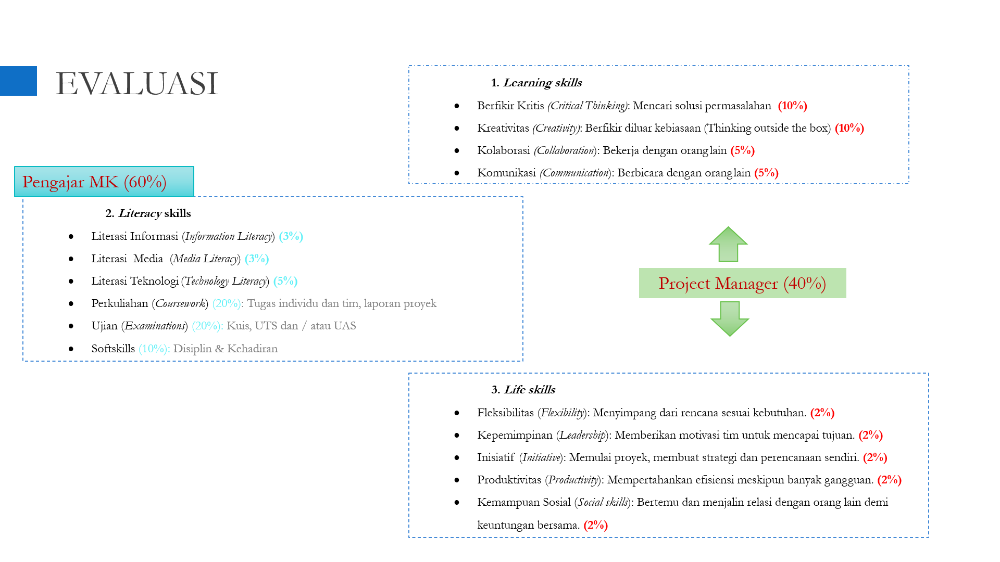 EVALUASI
1. Learning skills
• Berfikir Kritis (Critical Thinking): Mencari solusi permasalahan (10%)
• Kreativitas (Creativity): Berfikir diluar kebiasaan (Thinking outside the box) (10%)
• Kolaborasi (Collaboration): Bekerja dengan orang lain (5%)
• Komunikasi (Communication): Berbicara dengan orang lain (5%)
Pengajar MK (60%)
2. Literacy skills
• Literasi Informasi (Information Literacy) (3%)
• Literasi Media (Media Literacy) (3%)
• Literasi Teknologi (Technology Literacy) (5%)
• Perkuliahan (Coursework) (20%): Tugas individu dan tim, laporan proyek
• Ujian (Examinations) (20%): Kuis, UTS dan / atau UAS
• Softskills (10%): Disiplin & Kehadiran
Project Manager (40%)
3. Life skills
• Fleksibilitas (Flexibility): Menyimpang dari rencana sesuai kebutuhan. (2%)
• Kepemimpinan (Leadership): Memberikan motivasi tim untuk mencapai tujuan. (2%)
• Inisiatif (Initiative): Memulai proyek, membuat strategi dan perencanaan sendiri. (2%)
• Produktivitas (Productivity): Mempertahankan efisiensi meskipun banyak gangguan. (2%)
• Kemampuan Sosial (Social skills): Bertemu dan menjalin relasi dengan orang lain demi
keuntungan bersama. (2%)